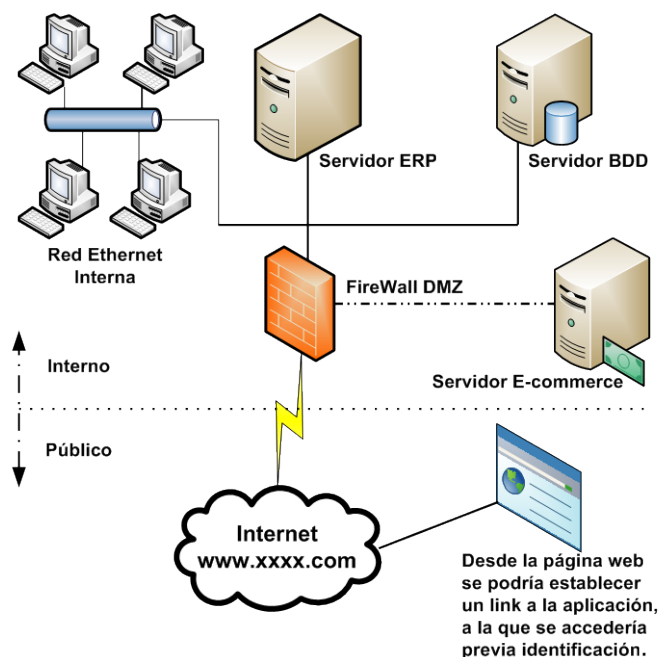 Servidor ERP
Servidor BDD
Red Ethernet
Interna
FireWall DMZ
Interno
Servidor E-commerce
Público
Internet
www.xxxx.com
Desde la página web
se podría establecer
un link a la aplicación,
a la que se accedería
previa identificación.